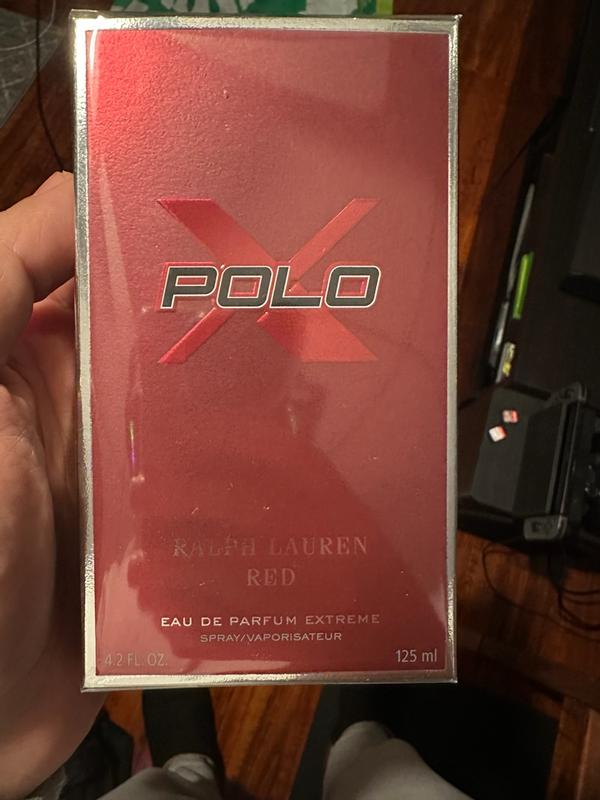 POLO
RALPH LAUREN
RED
EAU DE PARFUM EXTREME
SPRAY/VAPORISATEUR
4.2 FL. OZ. 125 ml